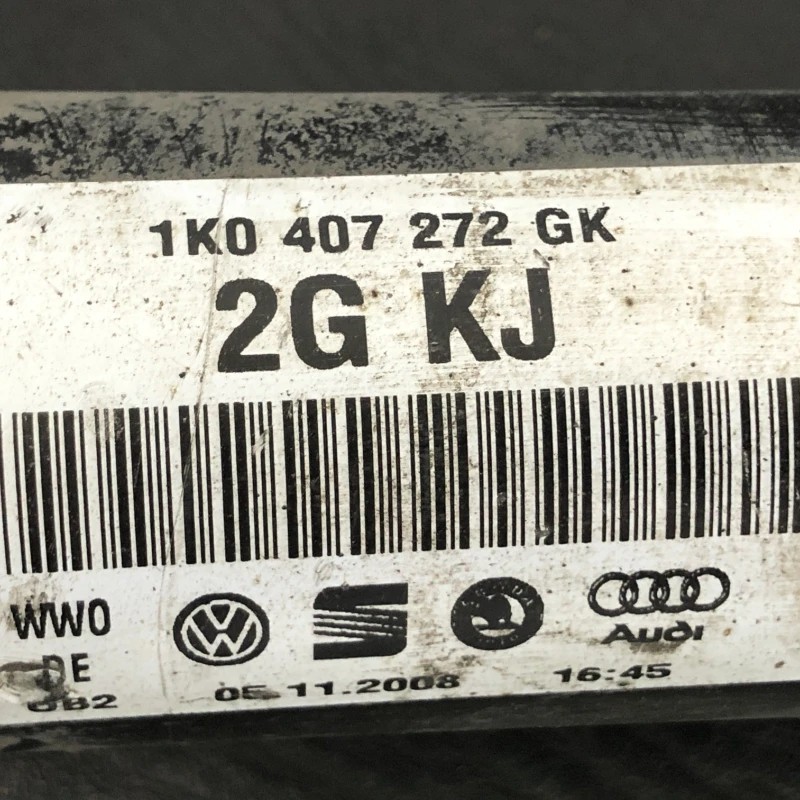 1K0 407 272 GK
2G KJ
WW0
DE
Audi
05.11.2008 16:45